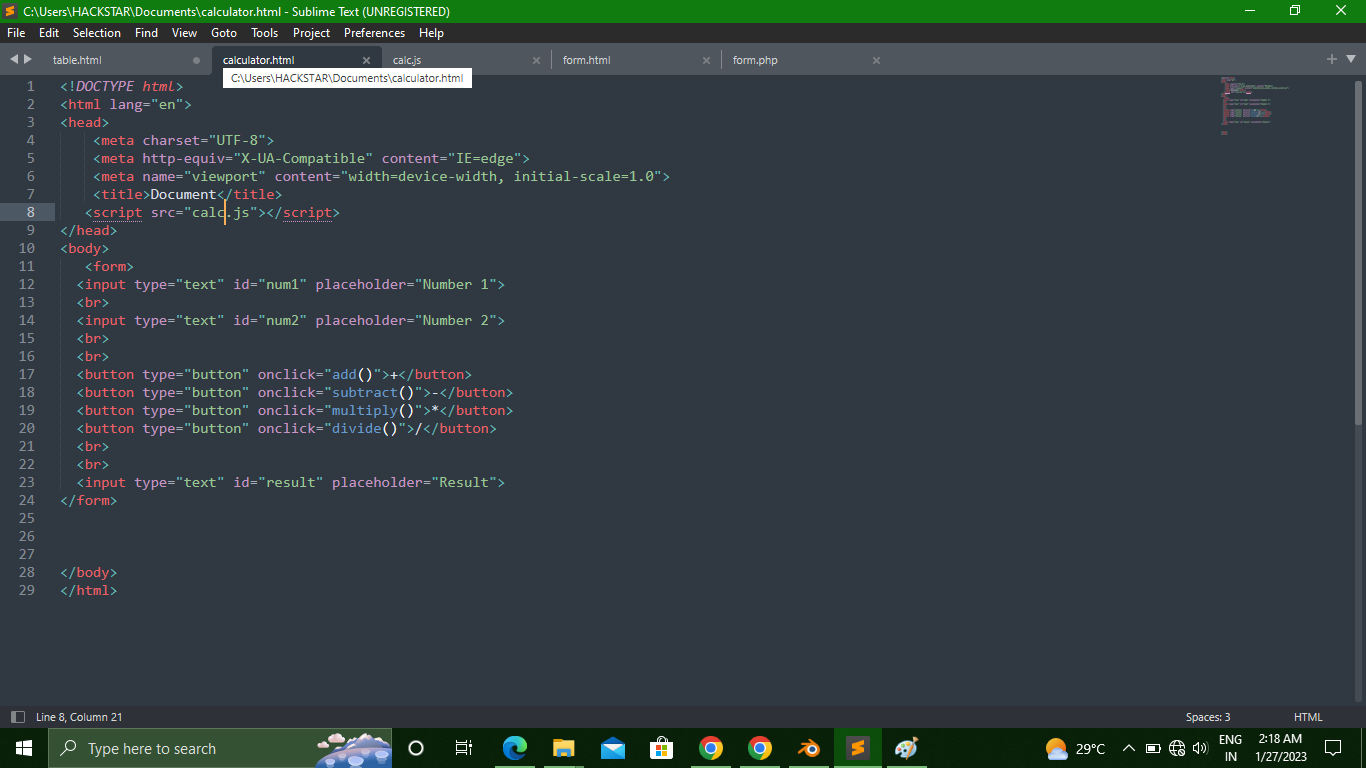 C:\Users\HACKSTAR\Documents\calculator.html - Sublime Text (UNREGISTERED)
File Edit Selection Find View Goto Tools Project Preferences Help
table.html calculator.html calc.js form.html form.php
C:\Users\HACKSTAR\Documents\calculator.html
1 <!DOCTYPE html>
2 <html lang="en">
3 <head>
4 <meta charset="UTF-8">
5 <meta http-equiv="X-UA-Compatible" content="IE=edge">
6 <meta name="viewport" content="width=device-width, initial-scale=1.0">
7 <title>Document</title>
8 <script src="calc.js"></script>
9 </head>
10 <body>
11 <form>
12 <input type="text" id="num1" placeholder="Number 1">
13 <br>
14 <input type="text" id="num2" placeholder="Number 2">
15 <br>
16 <br>
17 <button type="button" onclick="add()">+</button>
18 <button type="button" onclick="subtract()">-</button>
19 <button type="button" onclick="multiply()">*</button>
20 <button type="button" onclick="divide()">/</button>
21 <br>
22 <br>
23 <input type="text" id="result" placeholder="Result">
24 </form>
25
26
27
28 </body>
29 </html>
Line 8, Column 21 Spaces: 3 HTML
Type here to search 29°C ENG IN 2:18 AM 1/27/2023